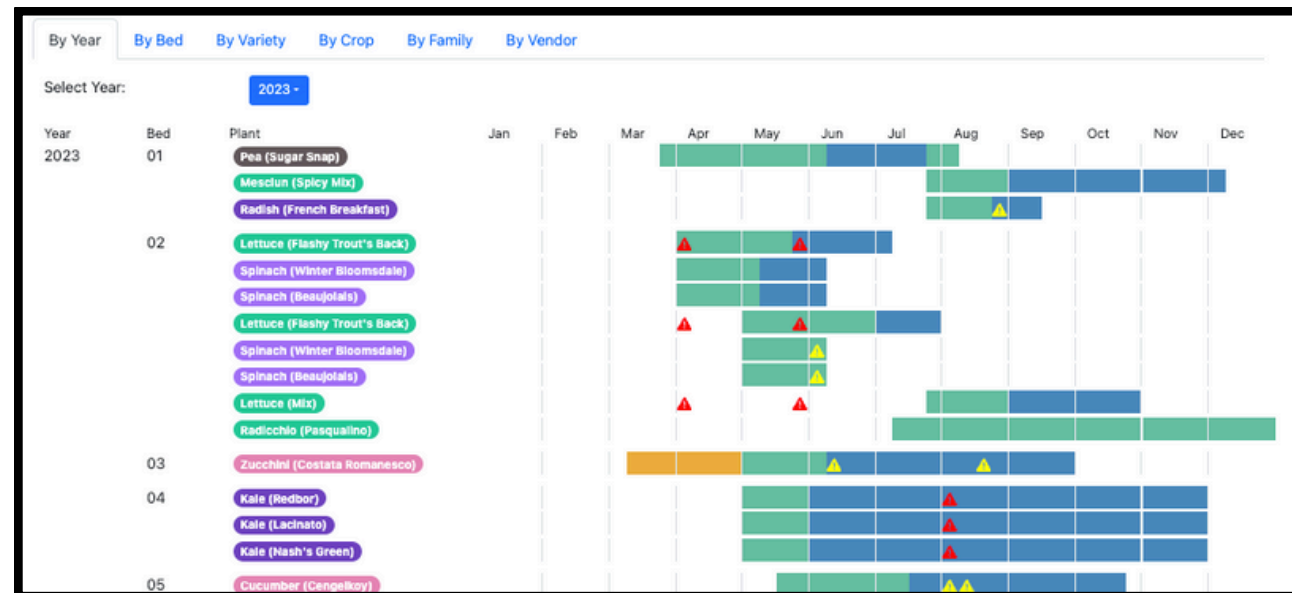 By Year By Bed By Variety By Crop By Family By Vendor
Select Year: 2023
Year Bed Plant Jan Feb Mar Apr May Jun Jul Aug Sep Oct Nov Dec
2023 01 Pea (Sugar Snap)
Mesclun (Spicy Mix)
Radish (French Breakfast)
02 Lettuce (Flashy Trout's Back)
Spinach (Winter Bloomsdale)
Spinach (Beaujolais)
Lettuce (Flashy Trout's Back)
Spinach (Winter Bloomsdale)
Spinach (Beaujolais)
Lettuce (Mix)
Radicchio (Pasqualino)
03 Zucchini (Costata Romanesco)
04 Kale (Redbor)
Kale (Lacinato)
Kale (Nash's Green)
05 Cucumber (Cengelkoy)